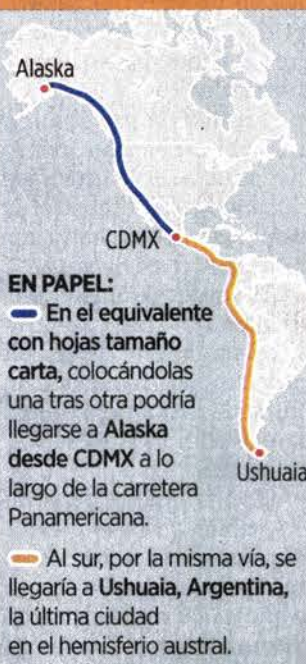 Alaska
CDMX
EN PAPEL:
En el equivalente
con hojas tamaño
carta, colocándolas
una tras otra podría
llegarse a Alaska
desde CDMX a lo
largo de la carretera
Panamericana.
Ushuaia
Al sur, por la misma vía, se
llegaría a Ushuaia, Argentina,
la última ciudad
en el hemisferio austral.